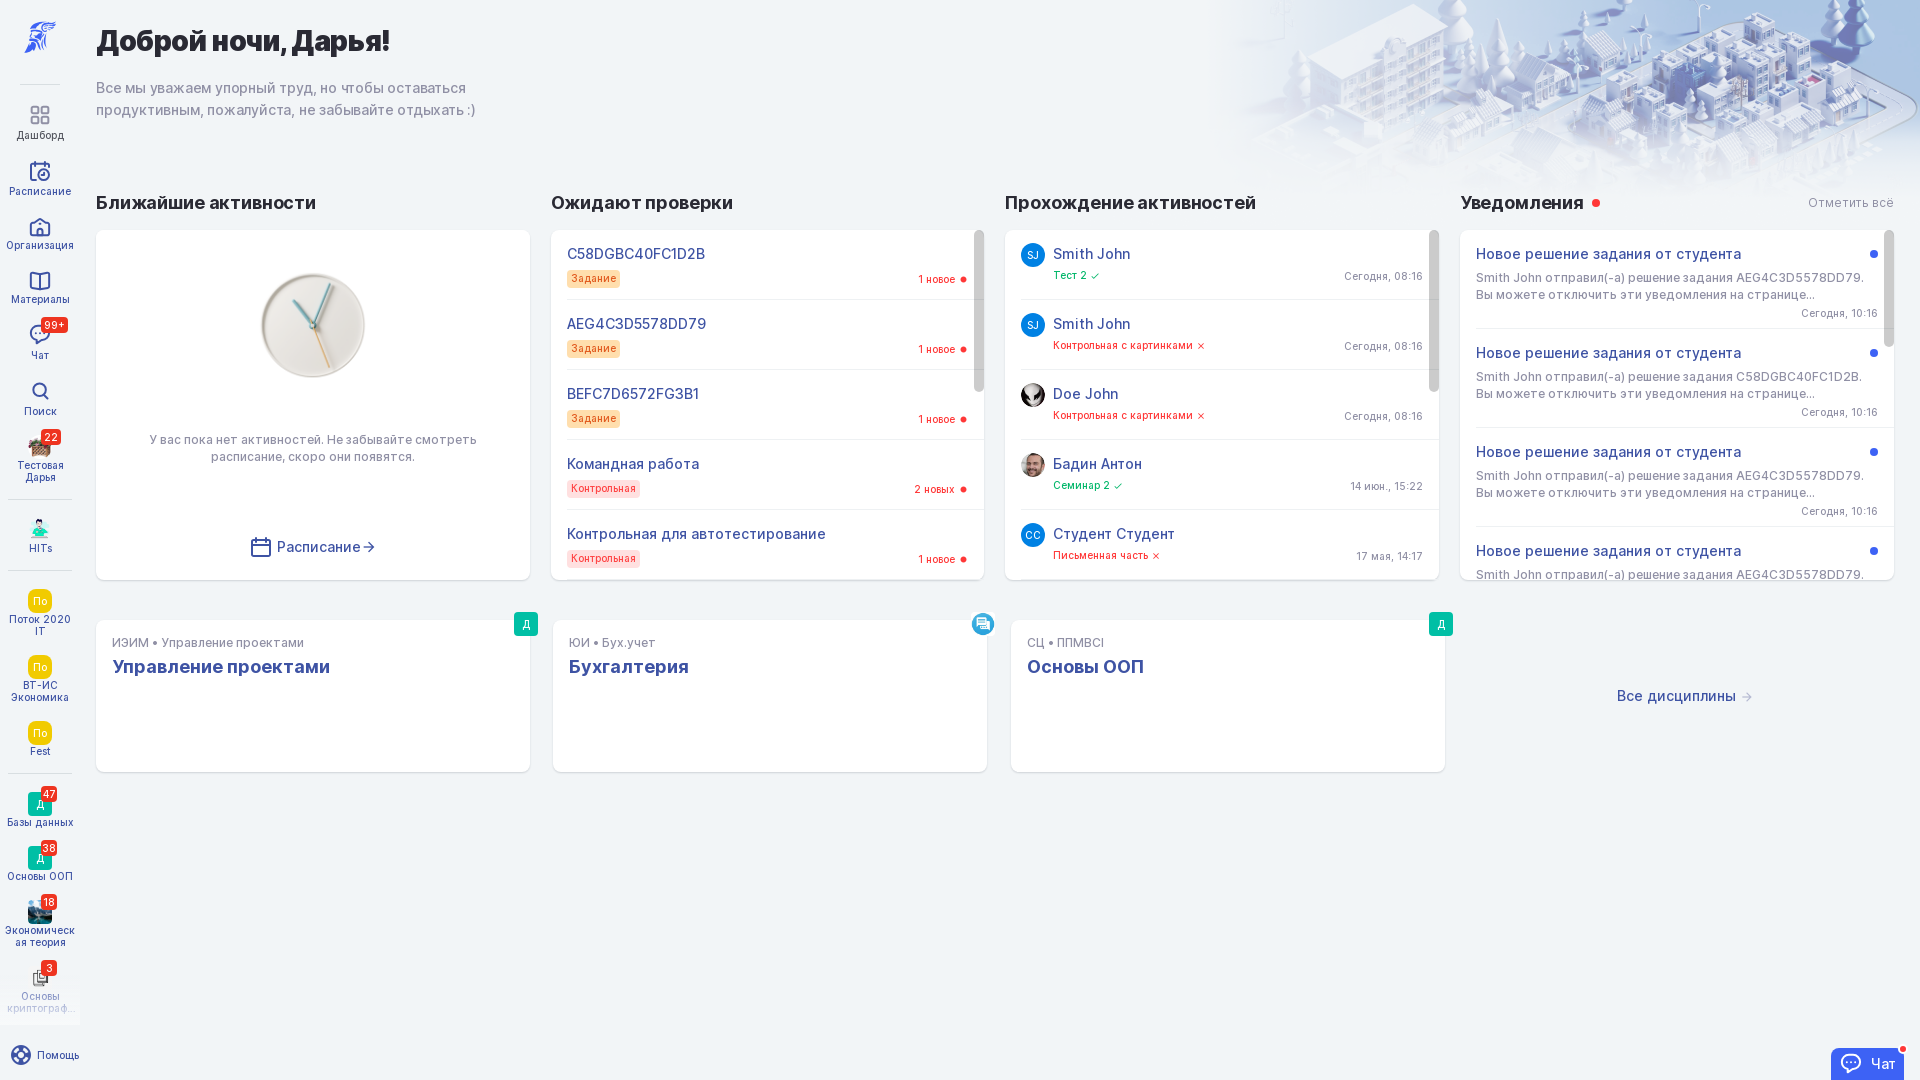 Доброй ночи, Дарья!
Все мы уважаем упорный труд, но чтобы оставаться
продуктивным, пожалуйста, не забывайте отдыхать :)
Дашборд
Расписание
Организация
Материалы
99+
Чат
Поиск
22
Тестовая
Дарья
HITs
По
Поток 2020
IT
По
ВТ-ИС
Экономика
По
Fest
47
Д
Базы данных
38
Д
Основы ООП
18
Экономическ
ая теория
3
Основы
криптограф...
Помощь
Ближайшие активности
У вас пока нет активностей. Не забывайте смотреть
расписание, скоро они появятся.
Расписание
Ожидают проверки
C58DGBC40FC1D2B
Задание
1 новое
AEG4C3D5578DD79
Задание
1 новое
BEFC7D6572FG3B1
Задание
1 новое
Командная работа
Контрольная
2 новых
Контрольная для автотестирование
Контрольная
1 новое
Прохождение активностей
SJ
Smith John
Тест 2
Сегодня, 08:16
SJ
Smith John
Контрольная с картинками
Сегодня, 08:16
Doe John
Контрольная с картинками
Сегодня, 08:16
Бадин Антон
Семинар 2
14 июн., 15:22
СС
Студент Студент
Письменная часть
17 мая, 14:17
Уведомления
Отметить всё
Новое решение задания от студента
Smith John отправил(-а) решение задания AEG4C3D5578DD79.
Вы можете отключить эти уведомления на странице...
Сегодня, 10:16
Новое решение задания от студента
Smith John отправил(-а) решение задания C58DGBC40FC1D2B.
Вы можете отключить эти уведомления на странице...
Сегодня, 10:16
Новое решение задания от студента
Smith John отправил(-а) решение задания AEG4C3D5578DD79.
Вы можете отключить эти уведомления на странице...
Сегодня, 10:16
Новое решение задания от студента
Smith John отправил(-а) решение задания AEG4C3D5578DD79.
Д
ИЭИМ • Управление проектами
Управление проектами
ЮИ • Бух.учет
Бухгалтерия
Д
СЦ • ППМВСІ
Основы ООП
Все дисциплины
Чат